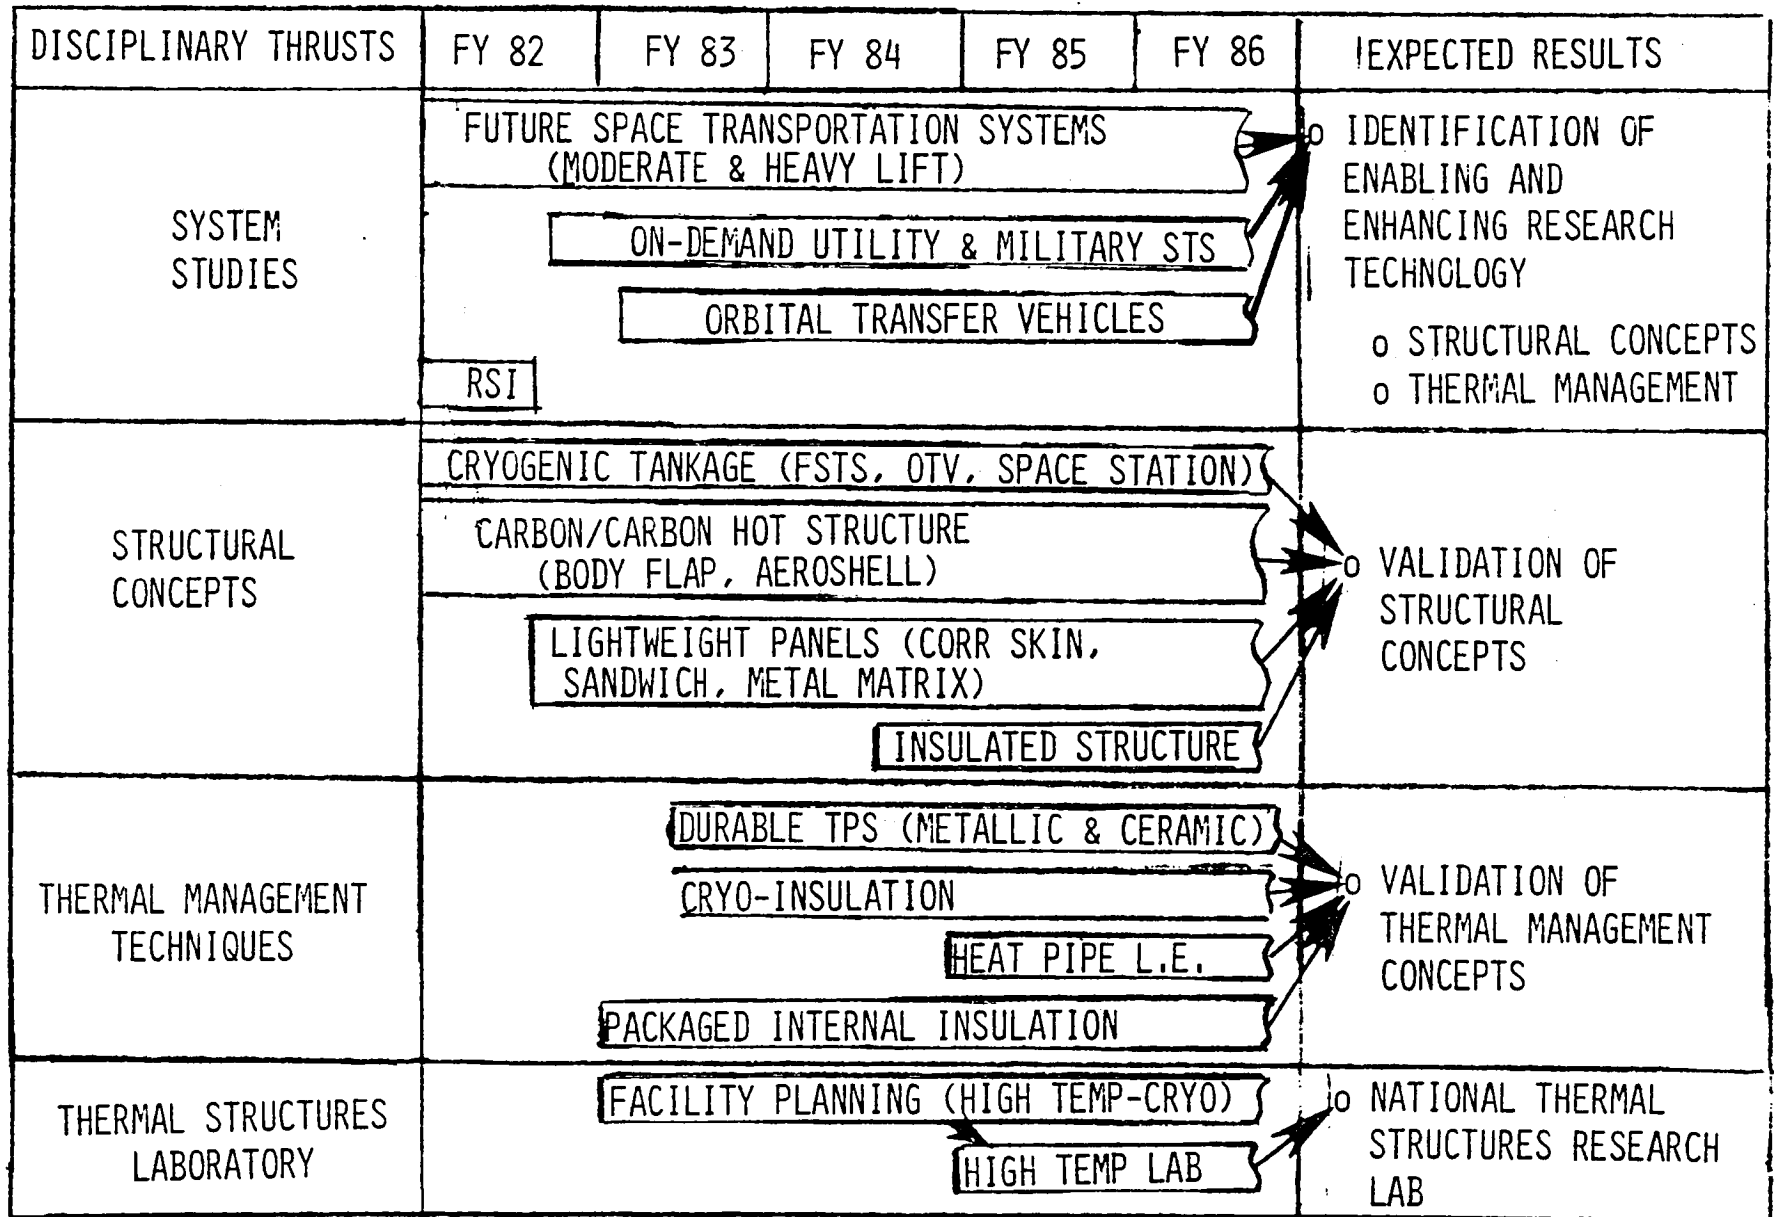 DISCIPLINARY THRUSTS
FY 82
FY 83
FY 84
FY 85
FY 86
EXPECTED RESULTS
SYSTEM
STUDIES
FUTURE SPACE TRANSPORTATION SYSTEMS
(MODERATE & HEAVY LIFT)
ON-DEMAND UTILITY & MILITARY STS
ORBITAL TRANSFER VEHICLES
RSI
o IDENTIFICATION OF
ENABLING AND
ENHANCING RESEARCH
TECHNOLOGY
o STRUCTURAL CONCEPTS
o THERMAL MANAGEMENT
STRUCTURAL
CONCEPTS
CRYOGENIC TANKAGE (FSTS, OTV, SPACE STATION)
CARBON/CARBON HOT STRUCTURE
(BODY FLAP, AEROSHELL)
LIGHTWEIGHT PANELS (CORR SKIN,
SANDWICH, METAL MATRIX)
INSULATED STRUCTURE
o VALIDATION OF
STRUCTURAL
CONCEPTS
THERMAL MANAGEMENT
TECHNIQUES
DURABLE TPS (METALLIC & CERAMIC)
CRYO-INSULATION
HEAT PIPE L.E.
PACKAGED INTERNAL INSULATION
o VALIDATION OF
THERMAL MANAGEMENT
CONCEPTS
THERMAL STRUCTURES
LABORATORY
FACILITY PLANNING (HIGH TEMP-CRYO)
HIGH TEMP LAB
o NATIONAL THERMAL
STRUCTURES RESEARCH
LAB